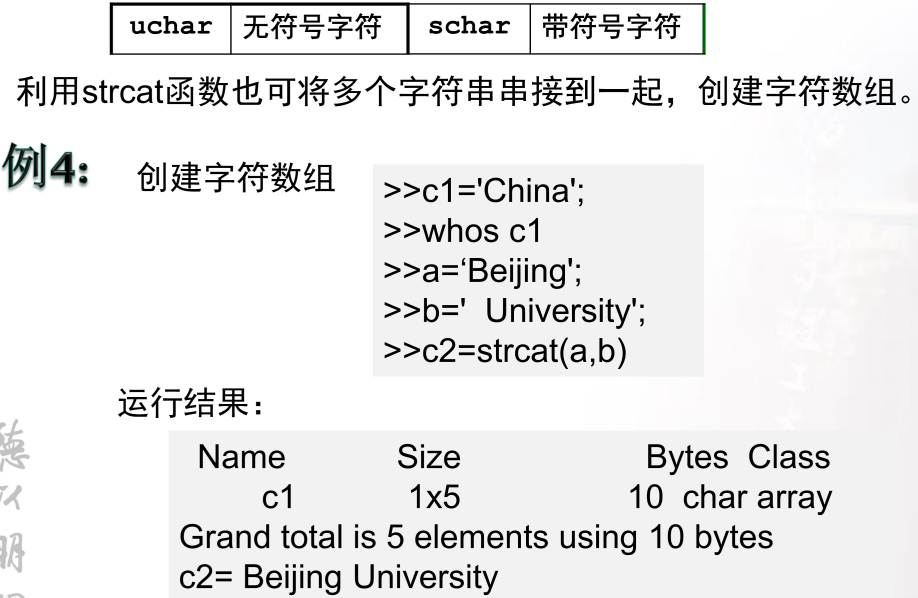 uchar 无符号字符 schar 带符号字符
利用strcat函数也可将多个字符串串接到一起，创建字符数组。
例4:
创建字符数组
>>c1='China';
>>whos c1
>>a=‘Beijing';
>>b='  University';
>>c2=strcat(a,b)
运行结果：
Name Size Bytes Class
c1 1x5 10 char array
Grand total is 5 elements using 10 bytes
c2= Beijing University